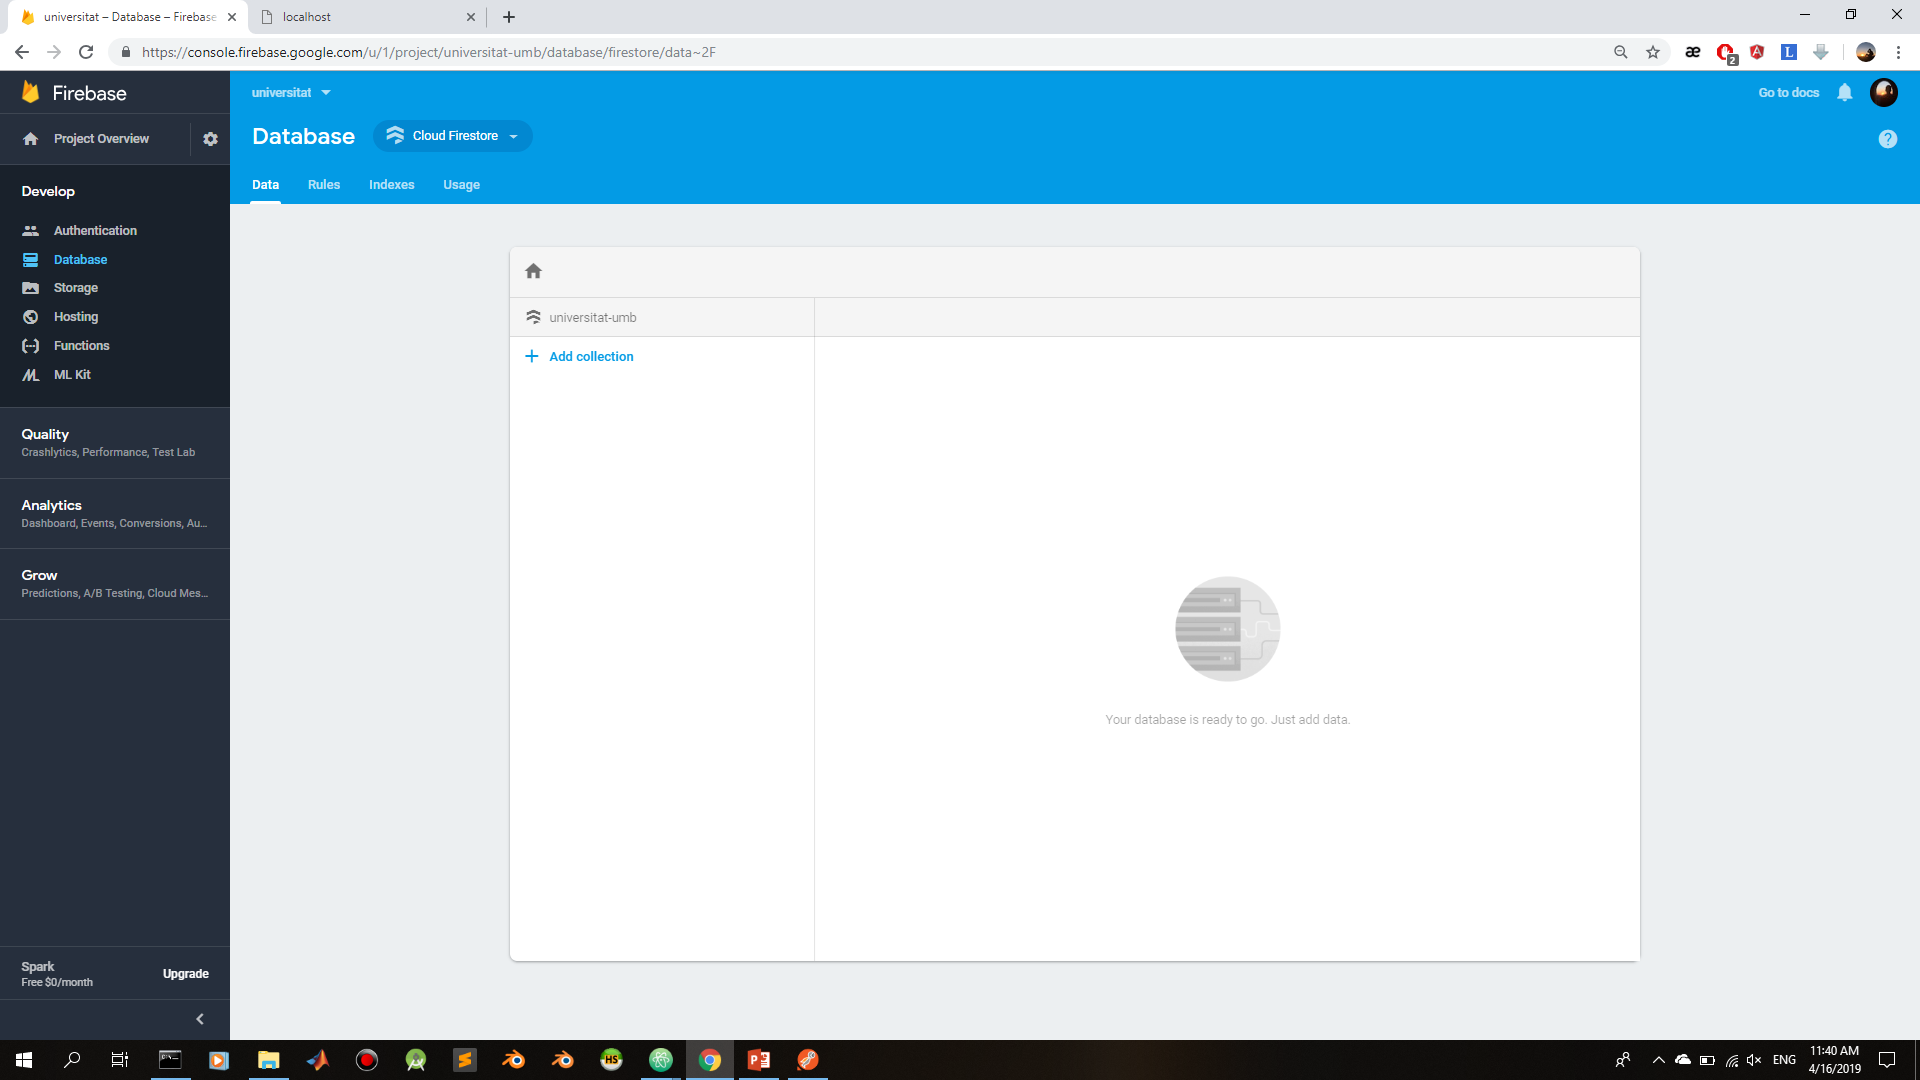 universitat – Database – Firebase
localhost
https://console.firebase.google.com/u/1/project/universitat-umb/database/firestore/data~2F
æ
2
L
Firebase
universitat
Go to docs
Project Overview
Database
Cloud Firestore
?
Develop
Data
Rules
Indexes
Usage
Authentication
Database
Storage
Hosting
Functions
ML Kit
universitat-umb
Add collection
Quality
Crashlytics, Performance, Test Lab
Analytics
Dashboard, Events, Conversions, Au...
Grow
Predictions, A/B Testing, Cloud Mes...
Your database is ready to go. Just add data.
Spark
Free $0/month
Upgrade
HS
ENG
11:40 AM
4/16/2019